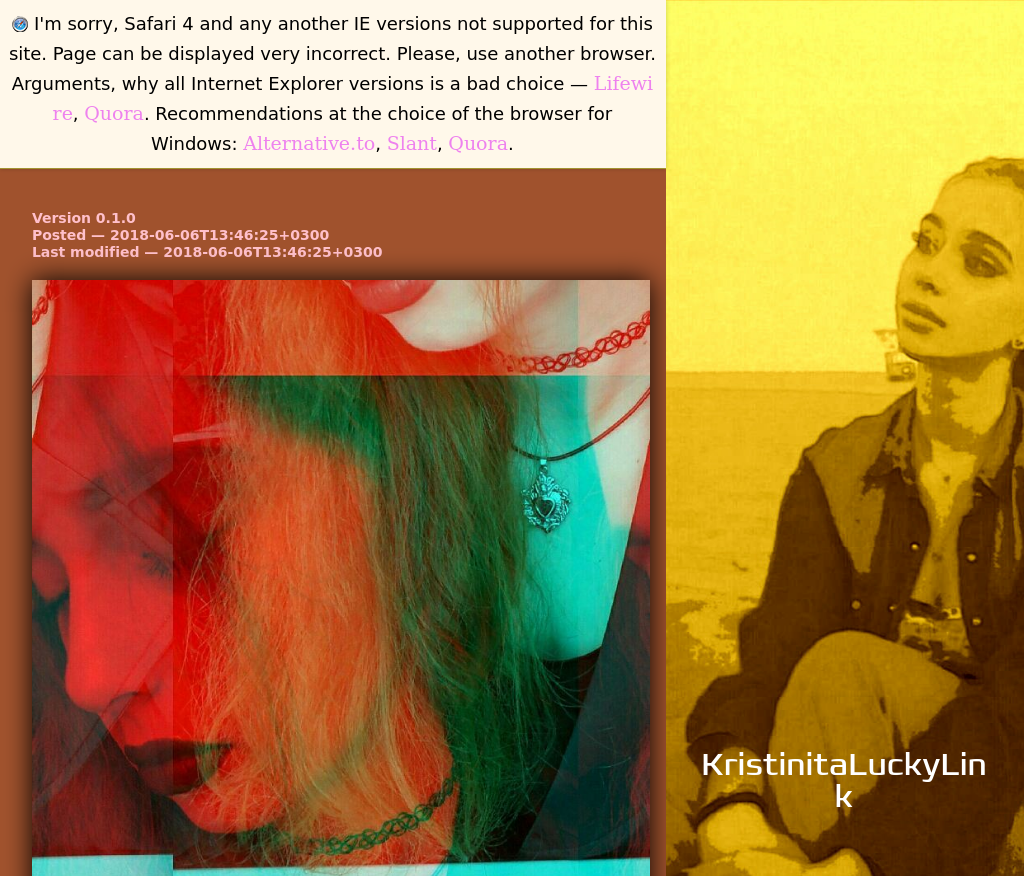 I'm sorry, Safari 4 and any another IE versions not supported for this
site. Page can be displayed very incorrect. Please, use another browser.
Arguments, why all Internet Explorer versions is a bad choice — Lifewi
re, Quora. Recommendations at the choice of the browser for
Windows: Alternative.to, Slant, Quora.
Version 0.1.0
Posted — 2018-06-06T13:46:25+0300
Last modified — 2018-06-06T13:46:25+0300
KristinitaLuckyLin
k